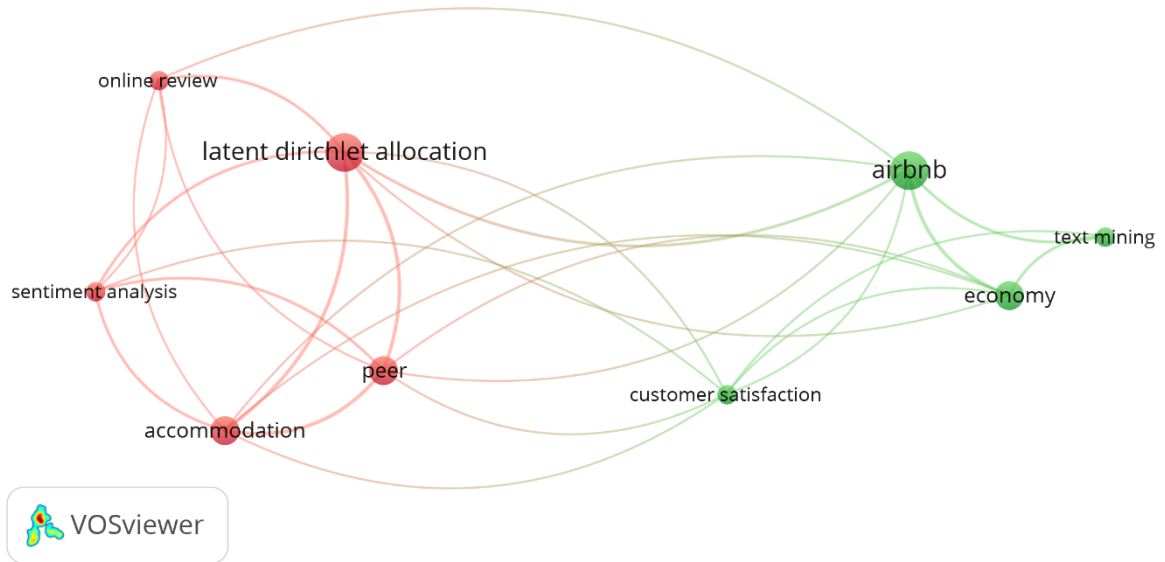 online review
latent dirichlet allocation
airbnb
text mining
sentiment analysis
economy
peer
customer satisfaction
accommodation
VOSviewer